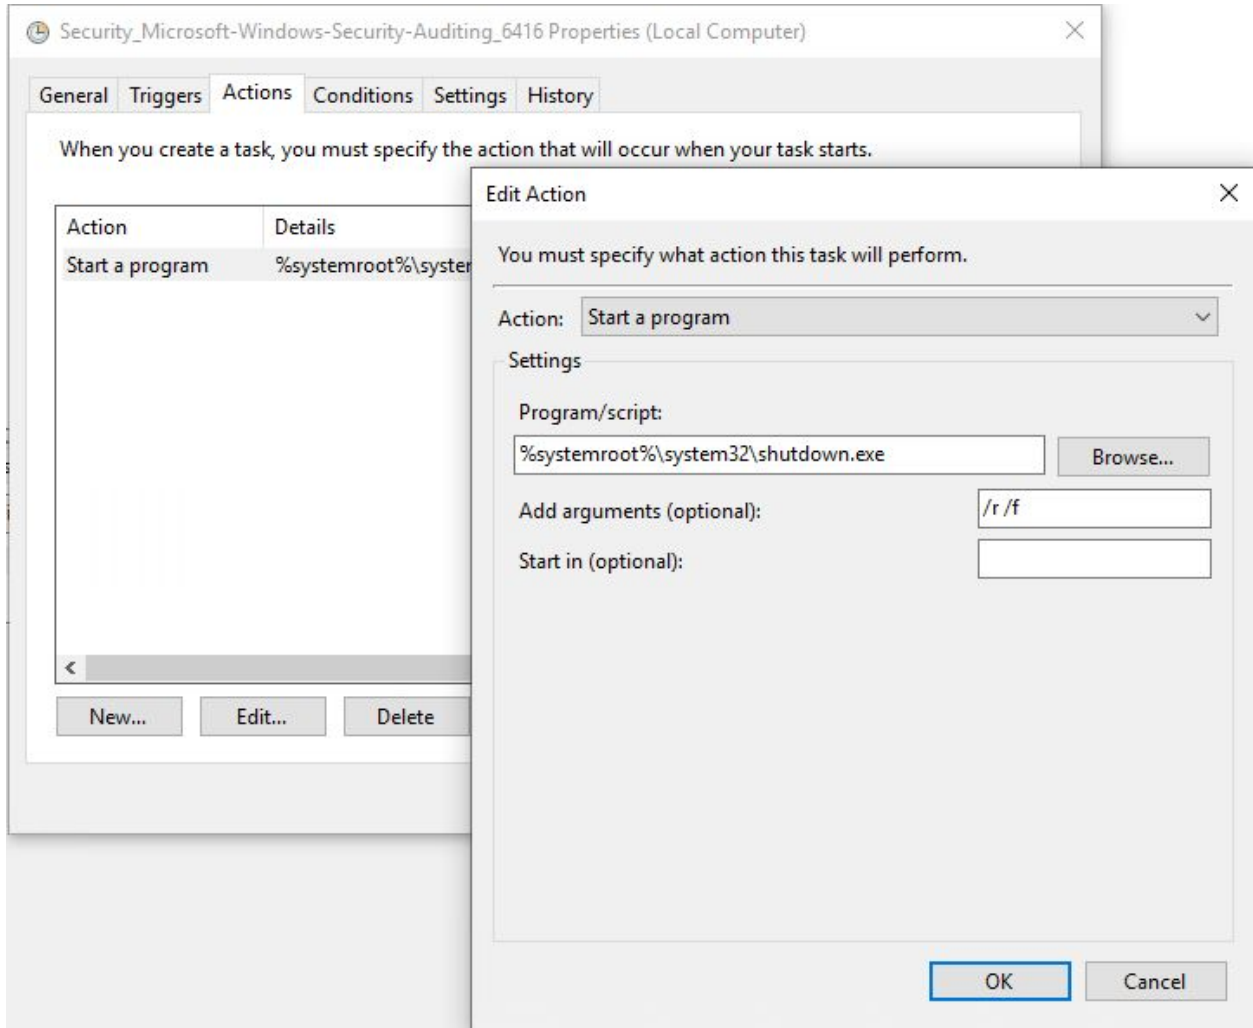 Security_Microsoft-Windows-Security-Auditing_6416 Properties (Local Computer)
General Triggers Actions Conditions Settings History
When you create a task, you must specify the action that will occur when your task starts.
Action Details
Start a program %systemroot%\system
New... Edit... Delete
Edit Action
You must specify what action this task will perform.
Action: Start a program
Settings
Program/script:
%systemroot%\system32\shutdown.exe Browse...
Add arguments (optional): /r /f
Start in (optional):
OK Cancel